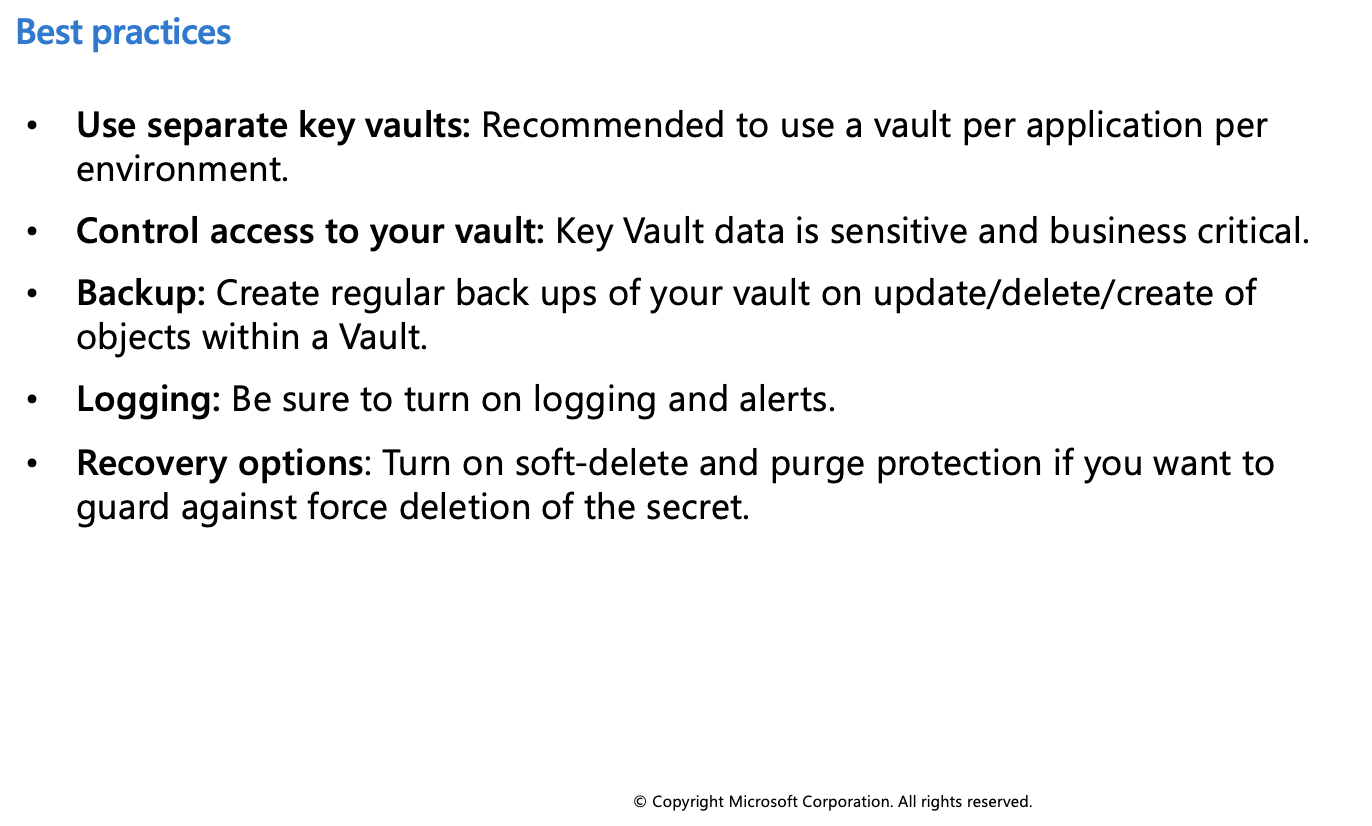 Best practices
• Use separate key vaults: Recommended to use a vault per application per
environment.
• Control access to your vault: Key Vault data is sensitive and business critical.
• Backup: Create regular back ups of your vault on update/delete/create of
objects within a Vault.
• Logging: Be sure to turn on logging and alerts.
• Recovery options: Turn on soft-delete and purge protection if you want to
guard against force deletion of the secret.
© Copyright Microsoft Corporation. All rights reserved.